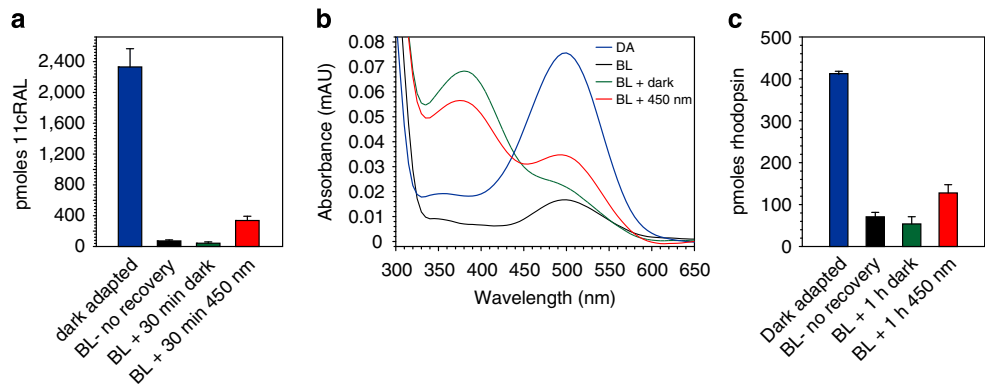 a
pmoles 11cRAL
2,400
2,000
1,600
1,200
800
400
0
dark adapted
BL- no recovery
BL + 30 min dark
BL + 30 min 450 nm
b
Absorbance (mAU)
0.08
0.07
0.06
0.05
0.04
0.03
0.02
0.01
0
DA
BL
BL + dark
BL + 450 nm
300 350 400 450 500 550 600 650
Wavelength (nm)
c
pmoles rhodopsin
500
400
300
200
100
0
Dark adapted
BL- no recovery
BL + 1 h dark
BL + 1 h 450 nm